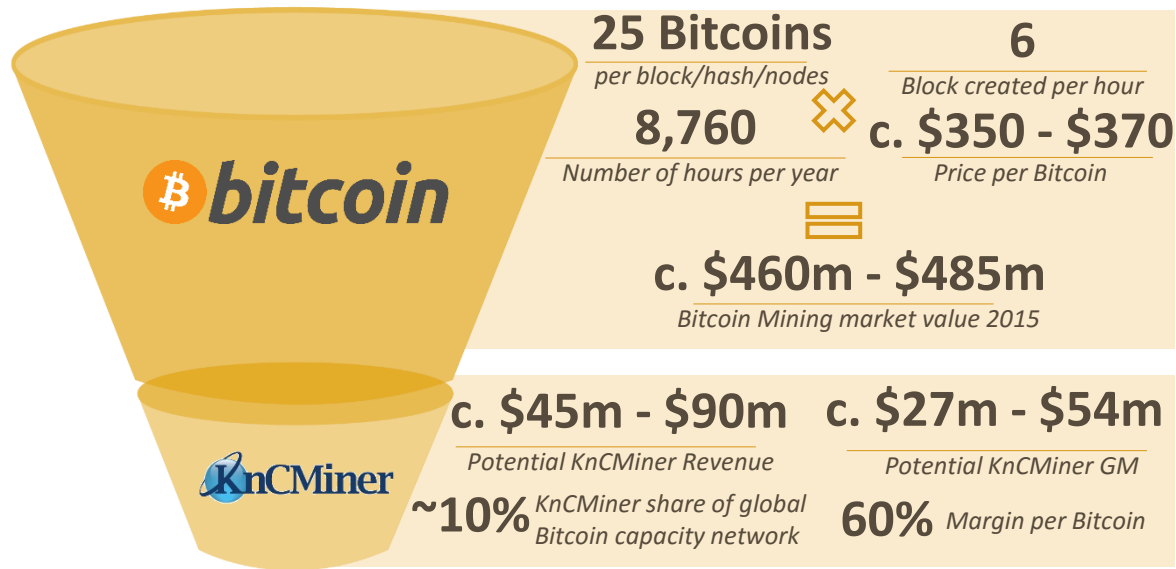 bitcoin
25 Bitcoins
per block/hash/nodes
6
Block created per hour
8,760
Number of hours per year
c. $350 - $370
Price per Bitcoin
c. $460m - $485m
Bitcoin Mining market value 2015
KnCMiner
c. $45m - $90m
Potential KnCMiner Revenue
~10% KnCMiner share of global
Bitcoin capacity network
c. $27m - $54m
Potential KnCMiner GM
60% Margin per Bitcoin